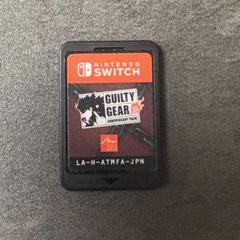 NINTENDO
SWITCH
GUILTY
GEAR
ANNIVERSARY PACK
LA-H-ATMFA-JPN